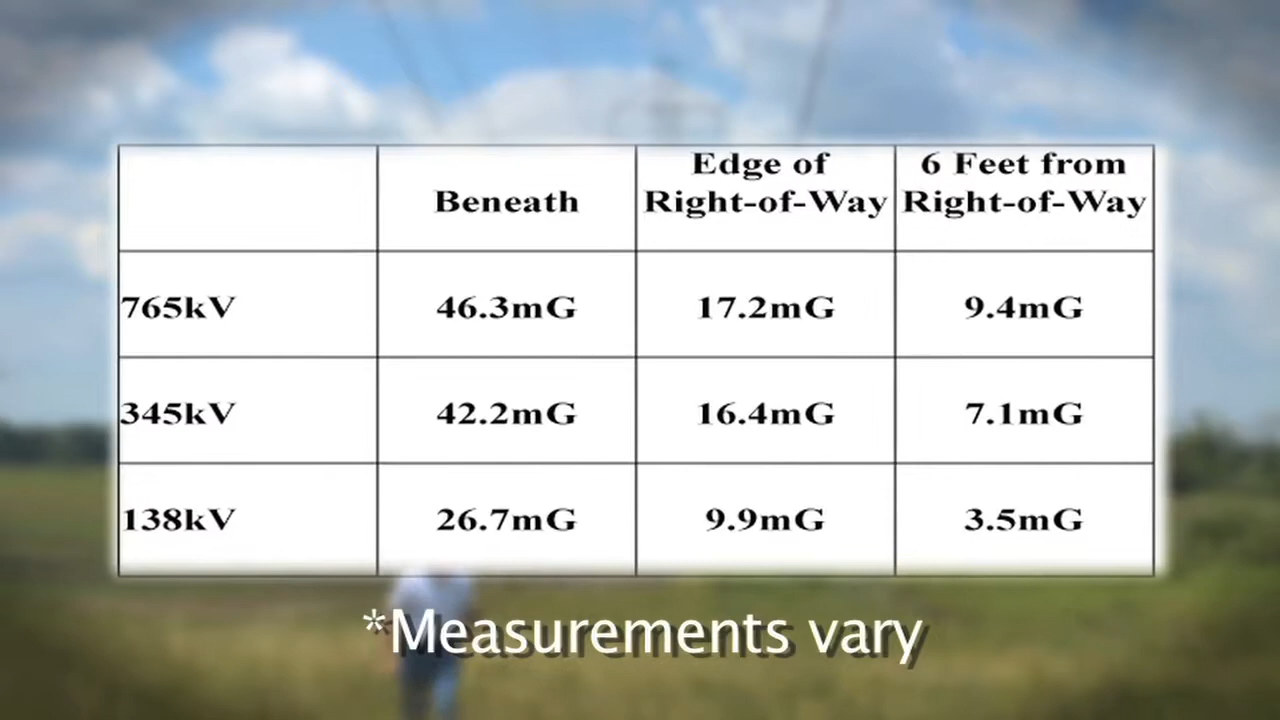 Beneath
Edge of
Right-of-Way
6 Feet from
Right-of-Way
765kV 46.3mG 17.2mG 9.4mG
345kV 42.2mG 16.4mG 7.1mG
138kV 26.7mG 9.9mG 3.5mG
*Measurements vary